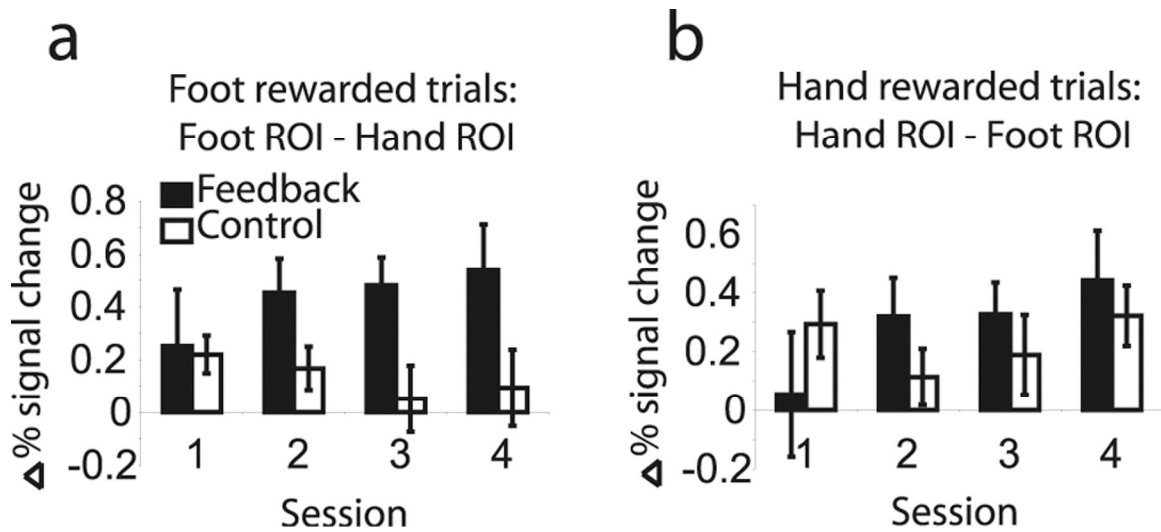 a
Foot rewarded trials:
Foot ROI - Hand ROI
Feedback
Control
Δ % signal change
0.8
0.6
0.4
0.2
0
-0.2
1 2 3 4
Session
b
Hand rewarded trials:
Hand ROI - Foot ROI
Δ % signal change
0.6
0.4
0.2
0
-0.2
1 2 3 4
Session